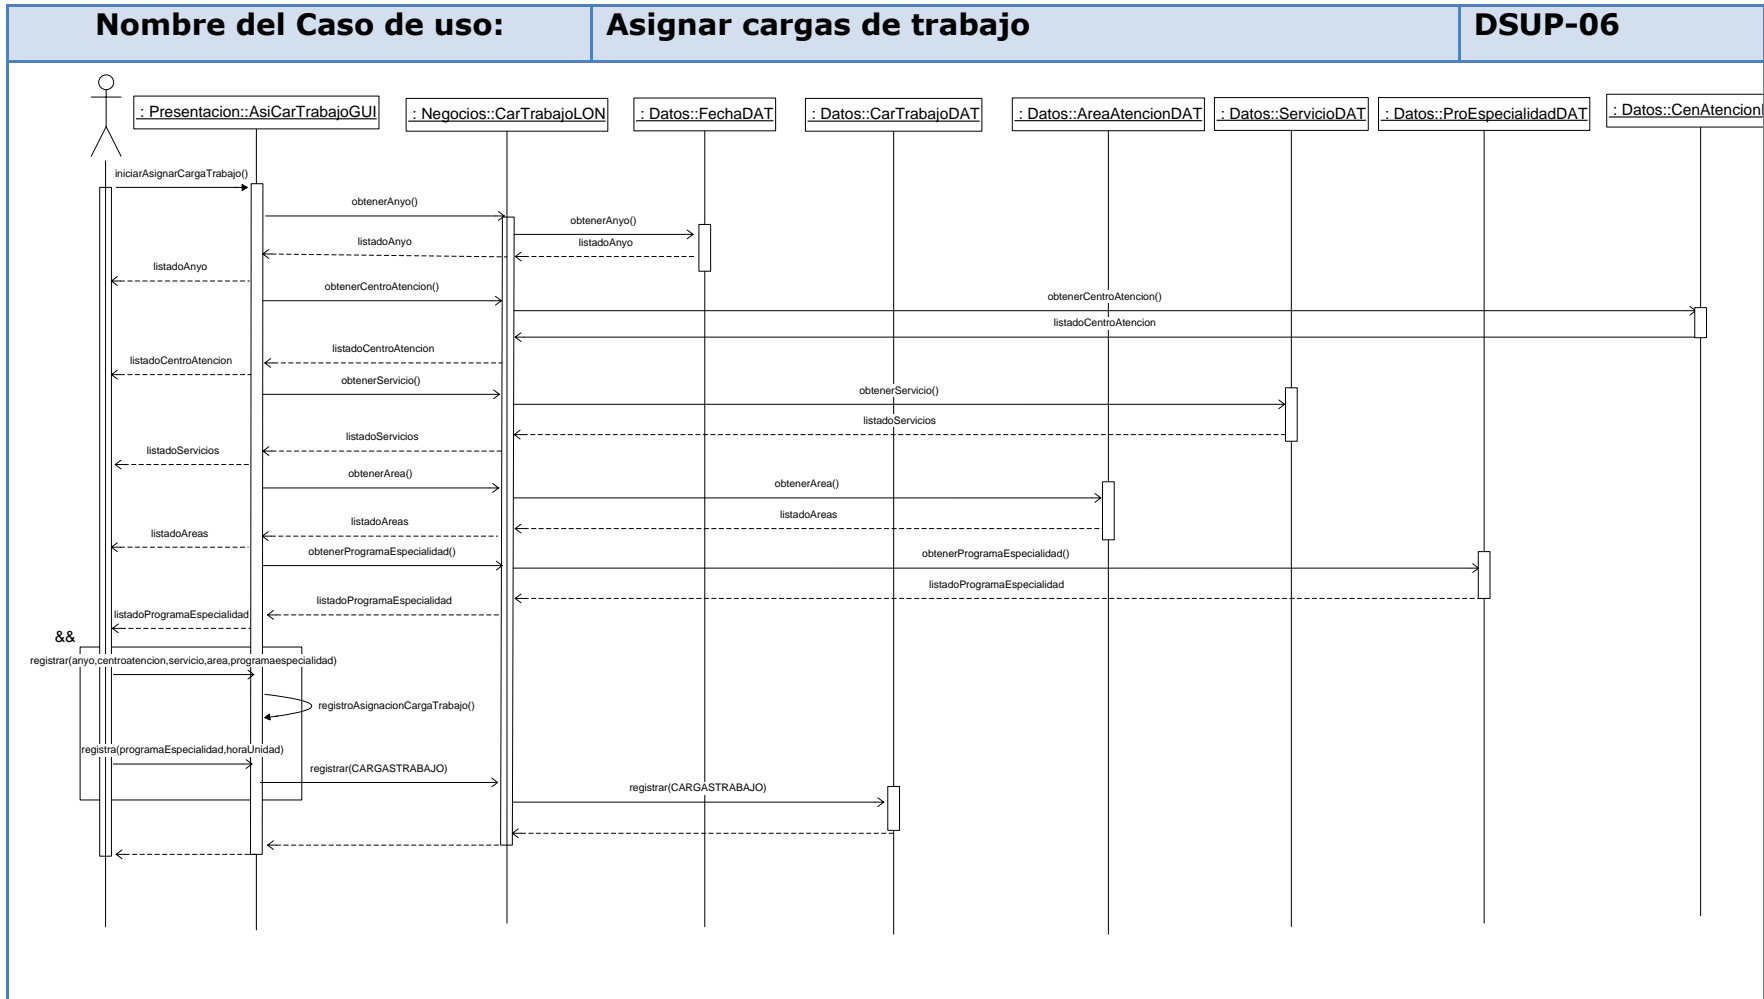 Nombre del Caso de uso:
Asignar cargas de trabajo
DSUP-06
: Presentacion::AsiCarTrabajoGUI
: Negocios::CarTrabajoLON
: Datos::FechaDAT
: Datos::CarTrabajoDAT
: Datos::AreaAtencionDAT
: Datos::ServicioDAT
: Datos::ProEspecialidadDAT
: Datos::CenAtencion
iniciarAsignarCargaTrabajo()
obtenerAnyo()
obtenerAnyo()
listadoAnyo
listadoAnyo
listadoAnyo
obtenerCentroAtencion()
obtenerCentroAtencion()
listadoCentroAtencion
listadoCentroAtencion
listadoCentroAtencion
obtenerServicio()
obtenerServicio()
listadoServicios
listadoServicios
listadoServicios
obtenerArea()
obtenerArea()
listadoAreas
listadoAreas
listadoAreas
obtenerProgramaEspecialidad()
obtenerProgramaEspecialidad()
listadoProgramaEspecialidad
listadoProgramaEspecialidad
listadoProgramaEspecialidad
&&
registrar(anyo,centroatencion,servicio,area,programaespecialidad)
registroAsignacionCargaTrabajo()
registra(programaEspecialidad,horaUnidad)
registrar(CARGASTRABAJO)
registrar(CARGASTRABAJO)